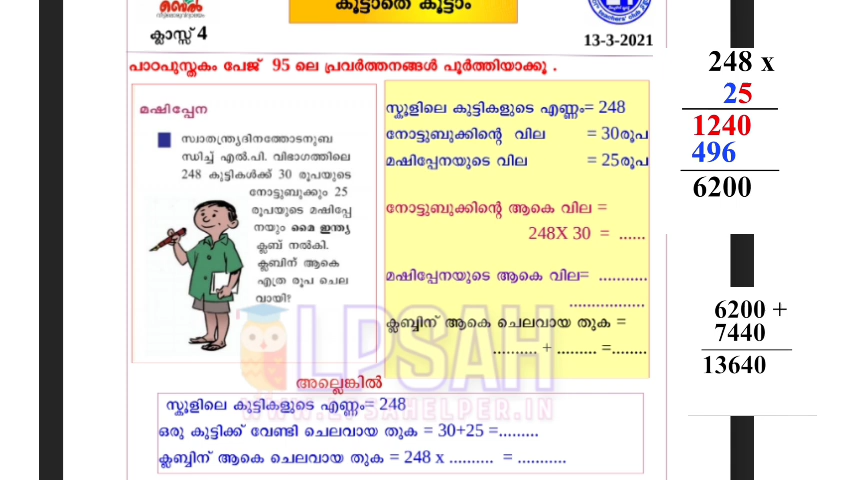 കൂട്ടാതെ കൂട്ടാം
ക്ലാസ്സ് 4
13-3-2021
പാഠപുസ്തകം പേജ് 95 ലെ പ്രവർത്തനങ്ങൾ പൂർത്തിയാക്കൂ .
മഷിപ്പേന
സ്വാതന്ത്ര്യദിനത്തോടനുബ
ന്ധിച്ച് എൽ.പി. വിഭാഗത്തിലെ
248 കുട്ടികൾക്ക് 30 രൂപയുടെ
നോട്ടുബുക്കും 25
രൂപയുടെ മഷിപ്പേ
നയും മൈ ഇന്ത്യ
ക്ലബ് നൽകി.
ക്ലബിന് ആകെ
എത്ര രൂപ ചെല
വായി?
സ്കൂളിലെ കുട്ടികളുടെ എണ്ണം= 248
നോട്ടുബുക്കിന്റെ വില = 30രൂപ
മഷിപേനയുടെ വില = 25രൂപ
നോട്ടുബുക്കിന്റെ ആകെ വില =
248X 30 = ......
മഷിപേനയുടെ ആകെ വില= ...........
.................
ക്ലബ്ബിന് ആകെ ചെലവായ തുക =
.......... + ......... =........
അല്ലെങ്കിൽ
സ്കൂളിലെ കുട്ടികളുടെ എണ്ണം= 248
ഒരു കുട്ടിക്ക് വേണ്ടി ചെലവായ തുക = 30+25 =.........
ക്ലബ്ബിന് ആകെ ചെലവായ തുക = 248 x .......... = ...........
LPSAH
WWW.LPSAHELPER.IN
248 x
25
1240
496
6200
6200 +
7440
13640